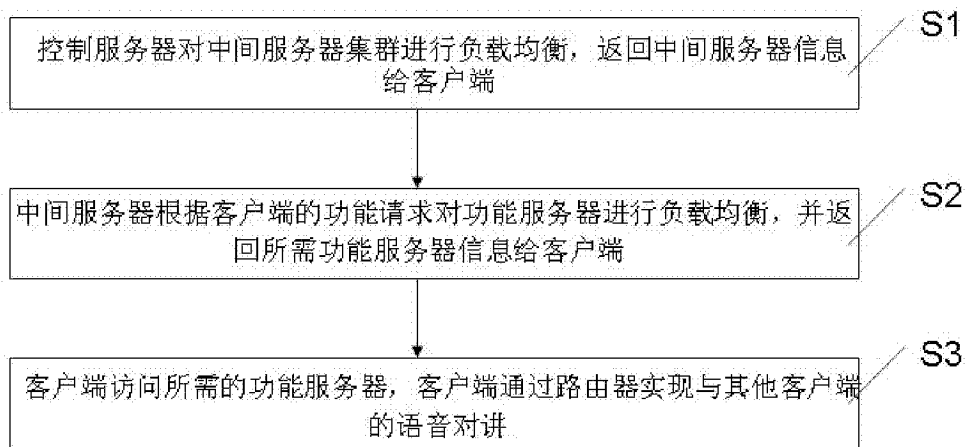 控制服务器对中间服务器集群进行负载均衡，返回中间服务器信息
给客户端
S1
中间服务器根据客户端的功能请求对功能服务器进行负载均衡，并返
回所需功能服务器信息给客户端
S2
客户端访问所需的功能服务器，客户端通过路由器实现与其他客户端
的语音对讲
S3